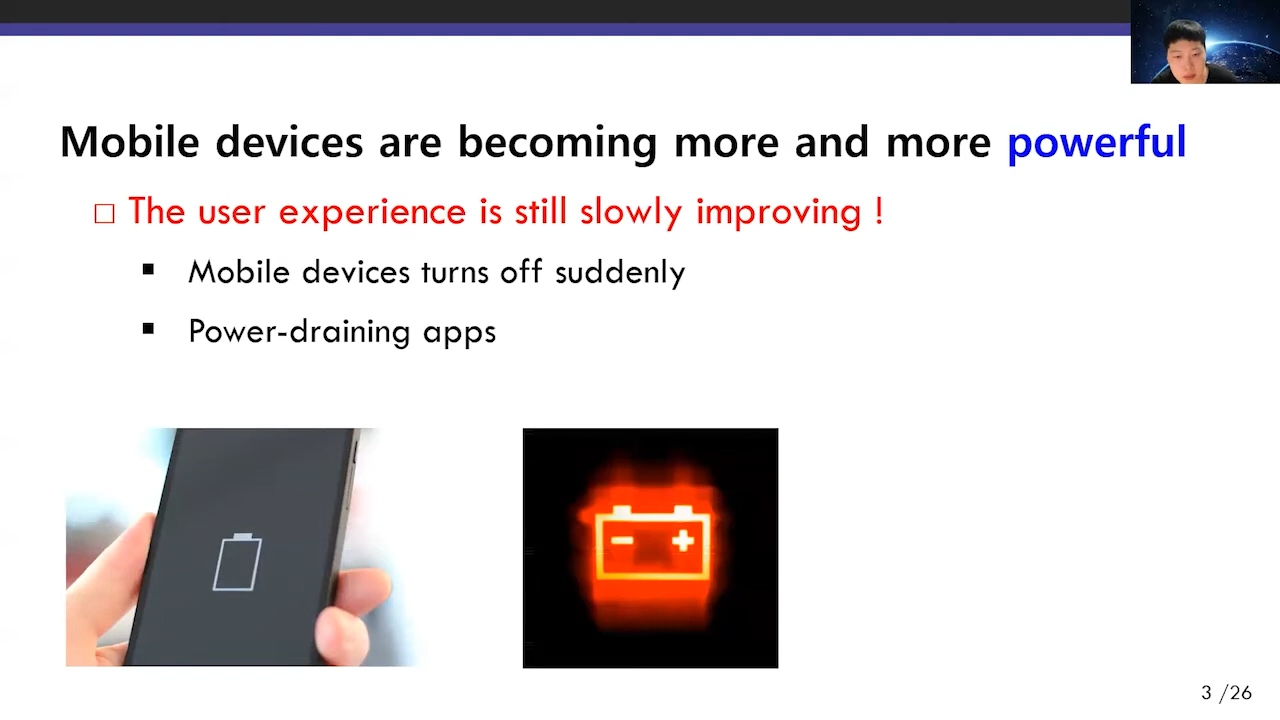 Mobile devices are becoming more and more powerful
The user experience is still slowly improving !
Mobile devices turns off suddenly
Power-draining apps
3 /26